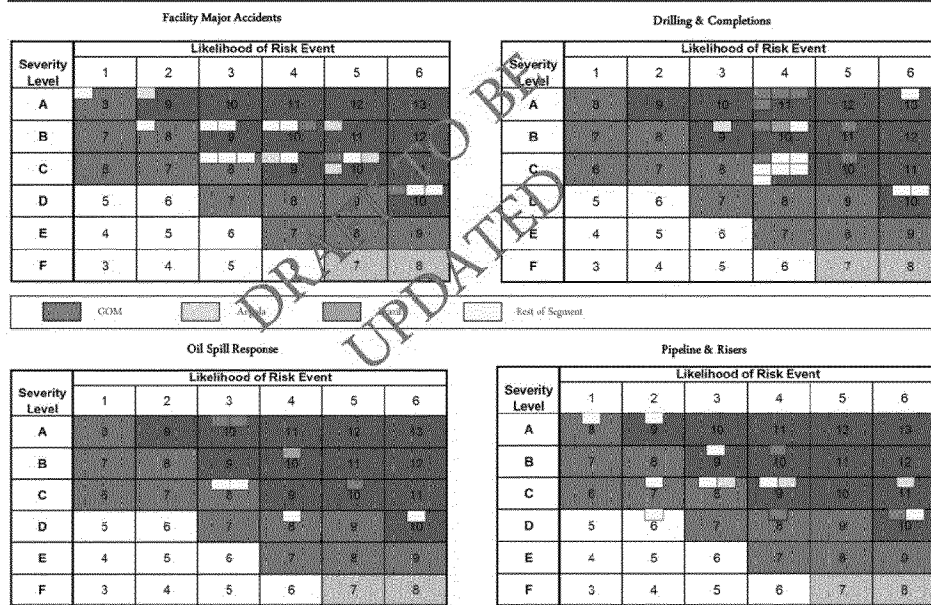 Facility Major Accidents
Likelihood of Risk Event
Severity Level 1 2 3 4 5 6
A 8 9 10 11 12 13
B 7 8 9 10 11 12
C 6 7 8 9 10
D 5 6 7 8 9 10
E 4 5 6 7 8 9
F 3 4 5 6 7 8
Drilling & Completions
Likelihood of Risk Event
Severity Level 1 2 3 4 5 6
A 8 9 10 11 12 13
B 7 8 9 10 11 12
C 6 7 8 10 11
D 5 6 7 8 9 10
E 4 5 6 7 8 9
F 3 4 5 6 7 8
DRAFT TO BE
UPDATED
GOM Angola Brazil Rest of Segment
Oil Spill Response
Likelihood of Risk Event
Severity Level 1 2 3 4 5 6
A 8 9 10 11 12 13
B 7 8 9 10 11 12
C 6 7 8 9 10 11
D 5 6 7 8 9 10
E 4 5 6 7 8 9
F 3 4 5 6 7 8
Pipeline & Risers
Likelihood of Risk Event
Severity Level 1 2 3 4 5 6
A 8 9 10 11 13 13
B 7 8 9 10 11 12
C 6 7 8 9 10 11
D 5 6 7 8 9 10
E 4 5 6 7 8 9
F 3 4 5 6 7 8